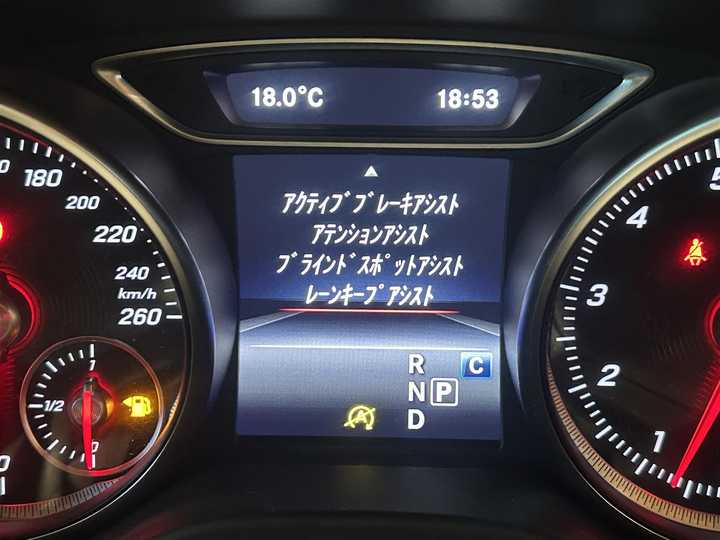 18.0°C 18:53
アクティブブレーキアシスト
アテンションアシスト
ブラインドスポットアシスト
レーンキープアシスト
R C
N P
A D
180
200
220
240
km/h
260
1
1/2
0
5
4
3
2
1